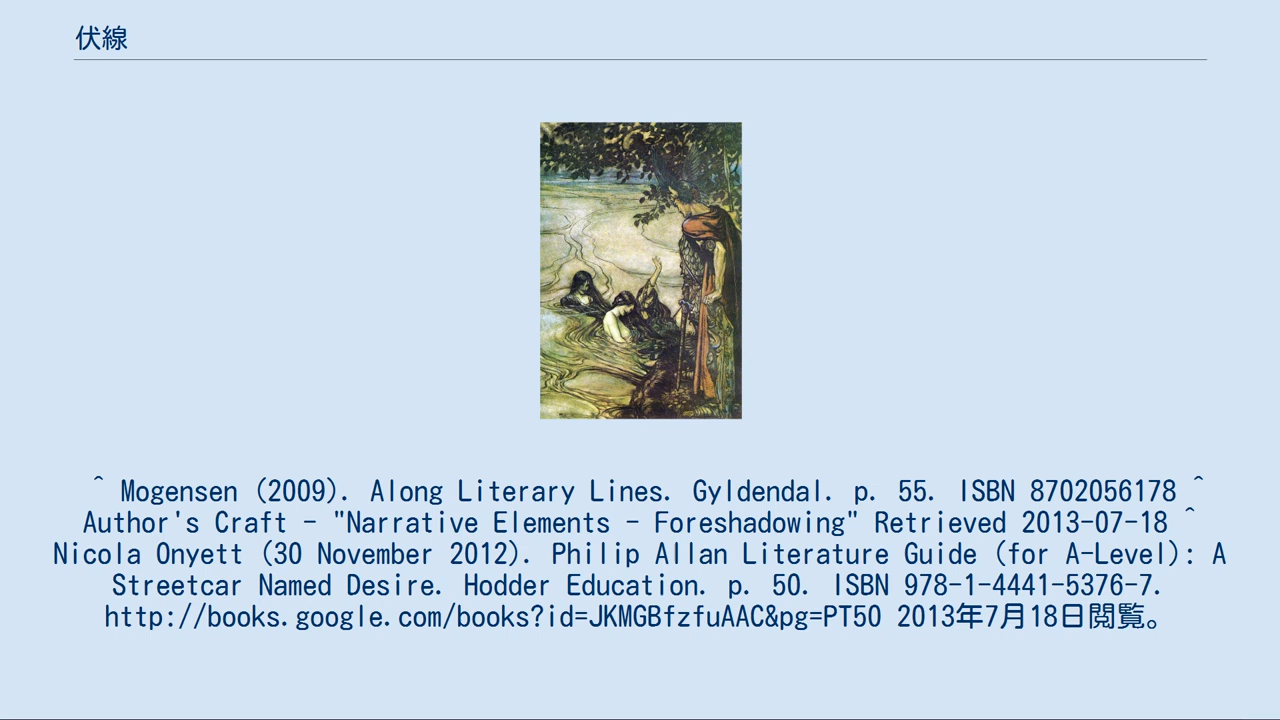 伏線
^ Mogensen (2009). Along Literary Lines. Gyldendal. p. 55. ISBN 8702056178 ^
Author's Craft - "Narrative Elements - Foreshadowing" Retrieved 2013-07-18 ^
Nicola Onyett (30 November 2012). Philip Allan Literature Guide (for A-Level): A
Streetcar Named Desire. Hodder Education. p. 50. ISBN 978-1-4441-5376-7.
http://books.google.com/books?id=JKMGBfzfuAAC&pg=PT50 2013年7月18日閲覧。